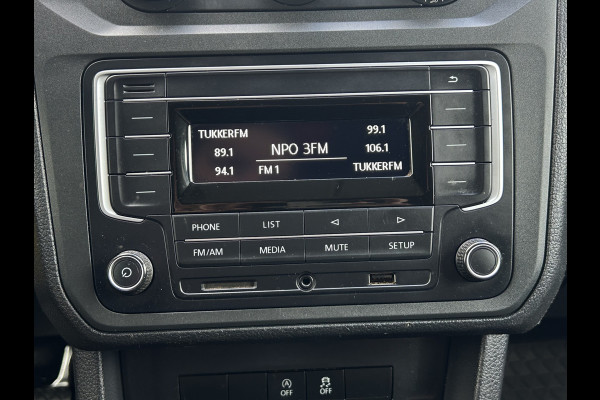 TUKKERFM 99.1
89.1 NPO 3FM 106.1
94.1 FM 1 TUKKERFM
PHONE LIST
FM/AM MEDIA MUTE SETUP
OFF OFF